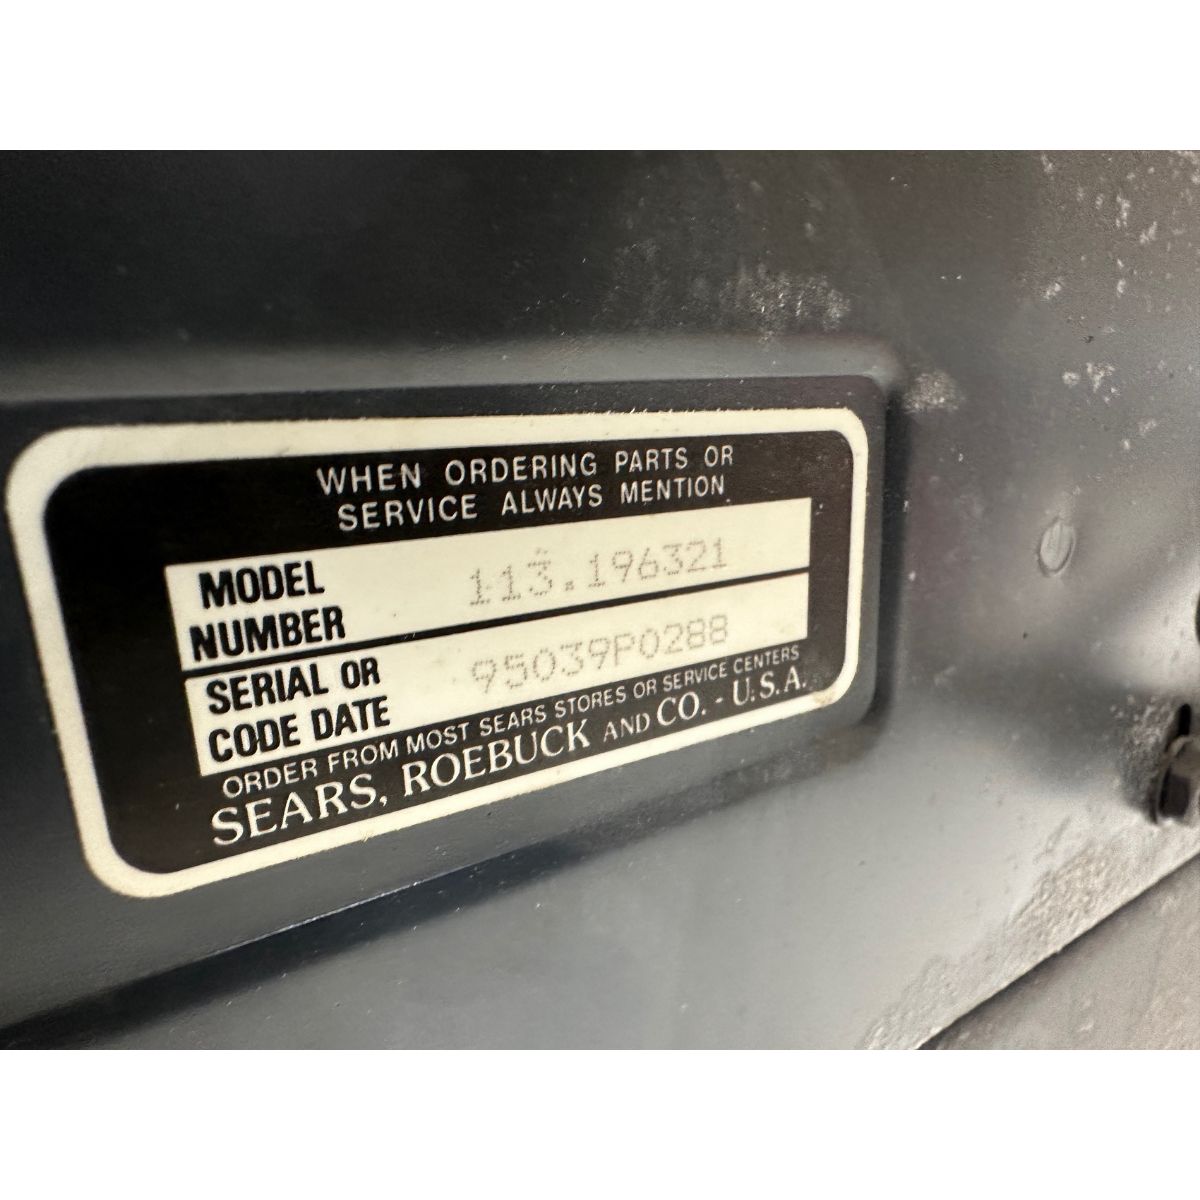 WHEN ORDERING PARTS OR
SERVICE ALWAYS MENTION
MODEL
NUMBER
113.196321
SERIAL OR
CODE DATE
95039P0288
ORDER FROM MOST SEARS STORES OR SERVICE CENTERS
SEARS, ROEBUCK AND CO. - U.S.A.